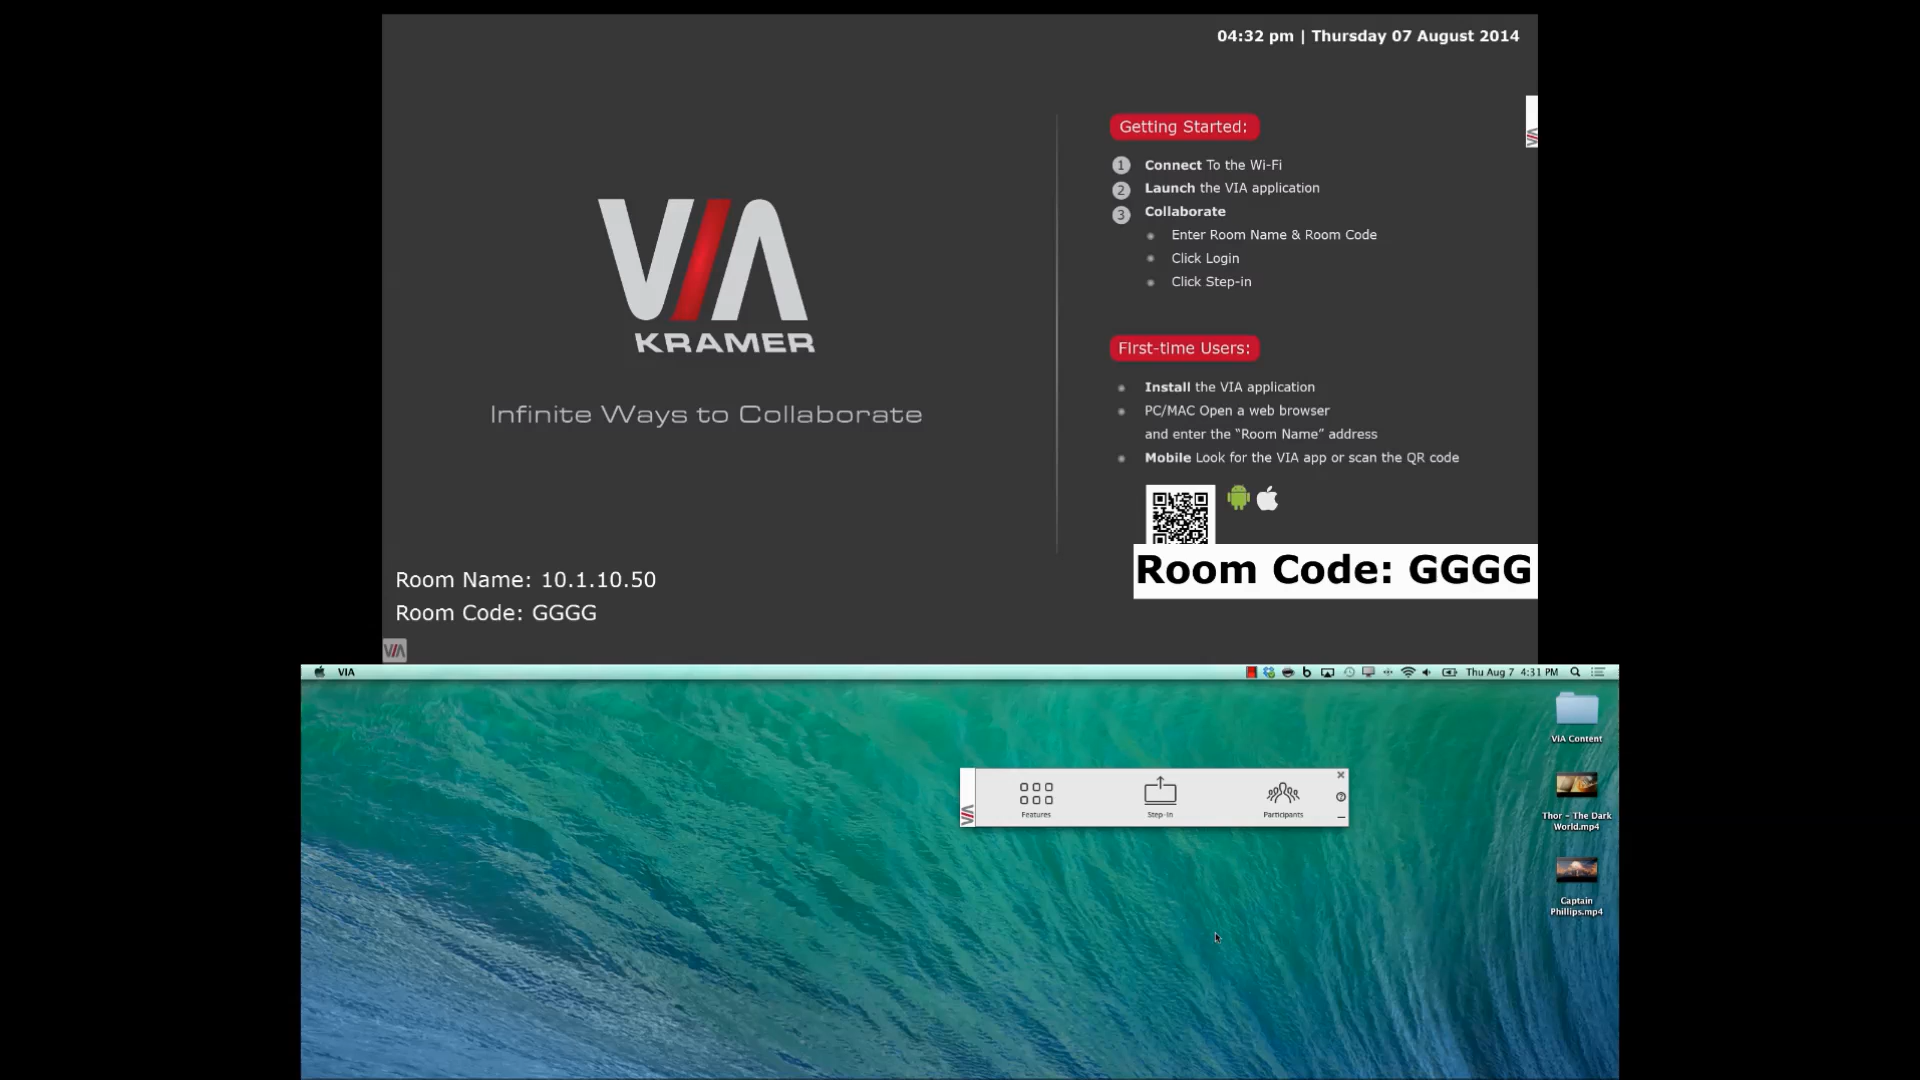 04:32 pm | Thursday 07 August 2014
VIA
KRAMER
Infinite Ways to Collaborate
Getting Started:
1 Connect To the Wi-Fi
2 Launch the VIA application
3 Collaborate
Enter Room Name & Room Code
Click Login
Click Step-in
First-time Users:
Install the VIA application
PC/MAC Open a web browser
and enter the “Room Name” address
Mobile Look for the VIA app or scan the QR code
Room Code: GGGG
Room Name: 10.1.10.50
Room Code: GGGG
VIA
VIA
Thu Aug 7 4:31 PM
VIA Content
Features
Step-In
Participants
Thor - The Dark
World.mp4
Captain
Phillips.mp4